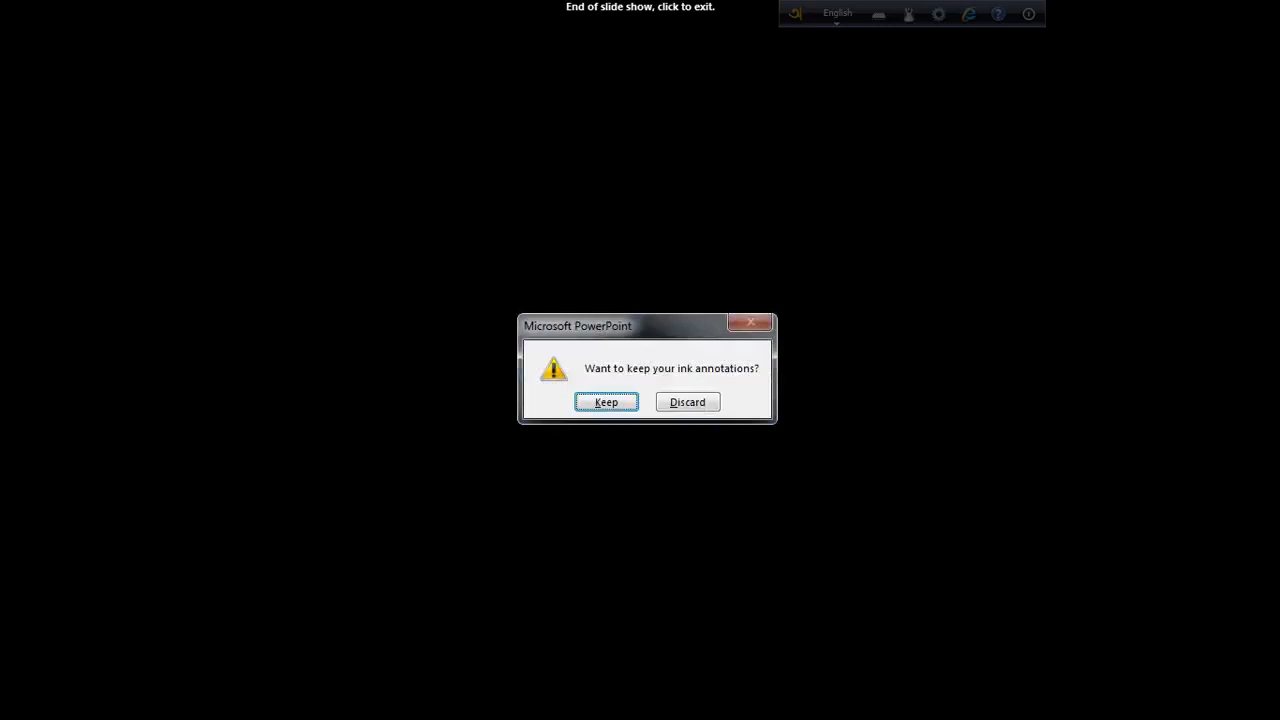 End of slide show, click to exit.
English
Microsoft PowerPoint
Want to keep your ink annotations?
Keep
Discard